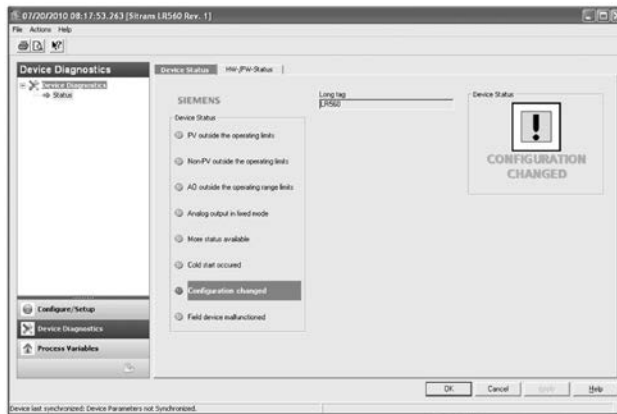 07/20/2010 08:17:53.263 [Sitram LR560 Rev. 1]
File Actions Help
Device Diagnostics
Device Diagnostics
Status
Device Status
HW-/FW-Status
SIEMENS
Long tag
LR560
Device Status
PV outside the operating limits
Non-PV outside the operating limits
AO outside the operating range limits
Analog output in fixed mode
More status available
Cold start occured
Configuration changed
Field device malfunctioned
Device Status
CONFIGURATION
CHANGED
Configure/Setup
Device Diagnostics
Process Variables
OK Cancel Apply Help
Device last synchronized: Device Parameters not Synchronized.